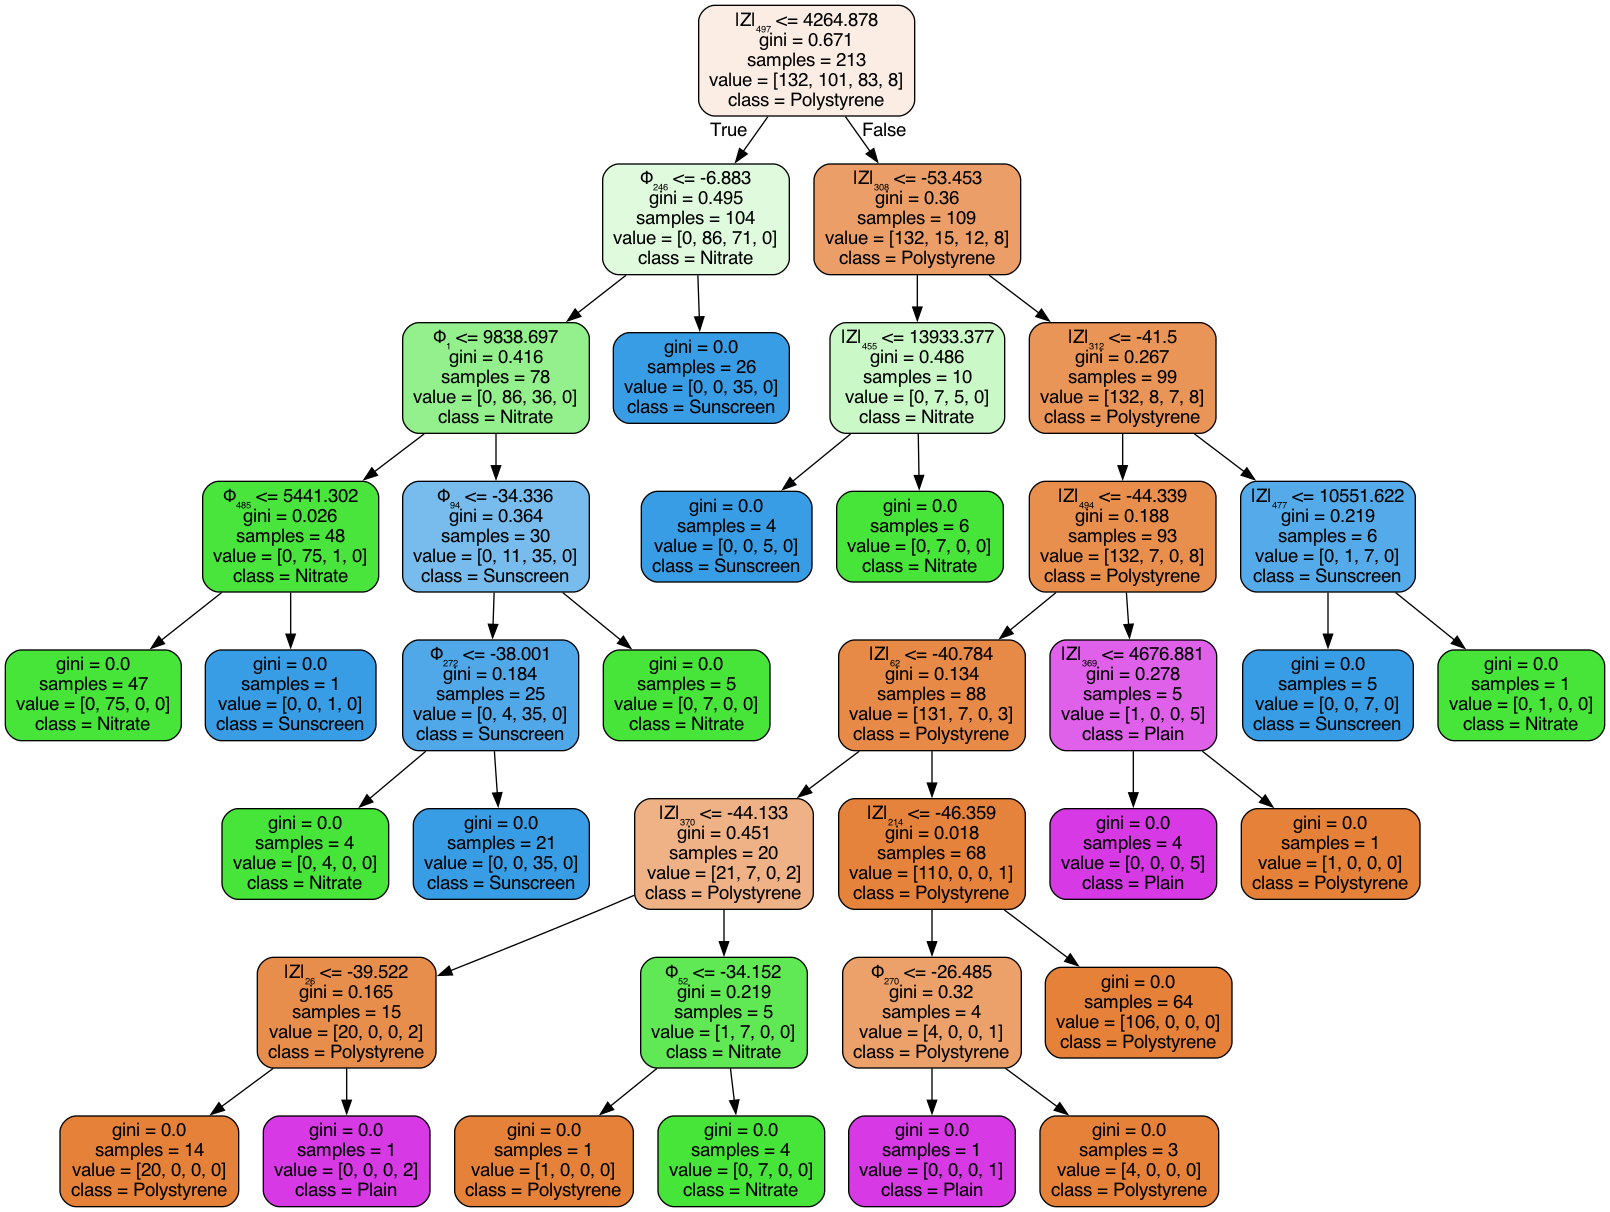 |Z|₄₉₇ <= 4264.878
gini = 0.671
samples = 213
value = [132, 101, 83, 8]
class = Polystyrene
True
False
Φ₂₄₆ <= -6.883
gini = 0.495
samples = 104
value = [0, 86, 71, 0]
class = Nitrate
|Z|₃₀₈ <= -53.453
gini = 0.36
samples = 109
value = [132, 15, 12, 8]
class = Polystyrene
Φ₁ <= 9838.697
gini = 0.416
samples = 78
value = [0, 86, 36, 0]
class = Nitrate
gini = 0.0
samples = 26
value = [0, 0, 35, 0]
class = Sunscreen
|Z|₄₅₅ <= 13933.377
gini = 0.486
samples = 10
value = [0, 7, 5, 0]
class = Nitrate
|Z|₃₁₂ <= -41.5
gini = 0.267
samples = 99
value = [132, 8, 7, 8]
class = Polystyrene
Φ₄₈₅ <= 5441.302
gini = 0.026
samples = 48
value = [0, 75, 1, 0]
class = Nitrate
Φ₉₄ <= -34.336
gini = 0.364
samples = 30
value = [0, 11, 35, 0]
class = Sunscreen
gini = 0.0
samples = 4
value = [0, 0, 5, 0]
class = Sunscreen
gini = 0.0
samples = 6
value = [0, 7, 0, 0]
class = Nitrate
|Z|₄₉₄ <= -44.339
gini = 0.188
samples = 93
value = [132, 7, 0, 8]
class = Polystyrene
|Z|₄₇₇ <= 10551.622
gini = 0.219
samples = 6
value = [0, 1, 7, 0]
class = Sunscreen
gini = 0.0
samples = 47
value = [0, 75, 0, 0]
class = Nitrate
gini = 0.0
samples = 1
value = [0, 0, 1, 0]
class = Sunscreen
Φ₂₇₂ <= -38.001
gini = 0.184
samples = 25
value = [0, 4, 35, 0]
class = Sunscreen
gini = 0.0
samples = 5
value = [0, 7, 0, 0]
class = Nitrate
|Z|₆₂ <= -40.784
gini = 0.134
samples = 88
value = [131, 7, 0, 3]
class = Polystyrene
|Z|₃₆₉ <= 4676.881
gini = 0.278
samples = 5
value = [1, 0, 0, 5]
class = Plain
gini = 0.0
samples = 5
value = [0, 0, 7, 0]
class = Sunscreen
gini = 0.0
samples = 1
value = [0, 1, 0, 0]
class = Nitrate
gini = 0.0
samples = 4
value = [0, 4, 0, 0]
class = Nitrate
gini = 0.0
samples = 21
value = [0, 0, 35, 0]
class = Sunscreen
|Z|₃₇₀ <= -44.133
gini = 0.451
samples = 20
value = [21, 7, 0, 2]
class = Polystyrene
|Z|₂₁₄ <= -46.359
gini = 0.018
samples = 68
value = [110, 0, 0, 1]
class = Polystyrene
gini = 0.0
samples = 4
value = [0, 0, 0, 5]
class = Plain
gini = 0.0
samples = 1
value = [1, 0, 0, 0]
class = Polystyrene
|Z|₂₆ <= -39.522
gini = 0.165
samples = 15
value = [20, 0, 0, 2]
class = Polystyrene
Φ₅₂ <= -34.152
gini = 0.219
samples = 5
value = [1, 7, 0, 0]
class = Nitrate
Φ₂₇₀ <= -26.485
gini = 0.32
samples = 4
value = [4, 0, 0, 1]
class = Polystyrene
gini = 0.0
samples = 64
value = [106, 0, 0, 0]
class = Polystyrene
gini = 0.0
samples = 14
value = [20, 0, 0, 0]
class = Polystyrene
gini = 0.0
samples = 1
value = [0, 0, 0, 2]
class = Plain
gini = 0.0
samples = 1
value = [1, 0, 0, 0]
class = Polystyrene
gini = 0.0
samples = 4
value = [0, 7, 0, 0]
class = Nitrate
gini = 0.0
samples = 1
value = [0, 0, 0, 1]
class = Plain
gini = 0.0
samples = 3
value = [4, 0, 0, 0]
class = Polystyrene